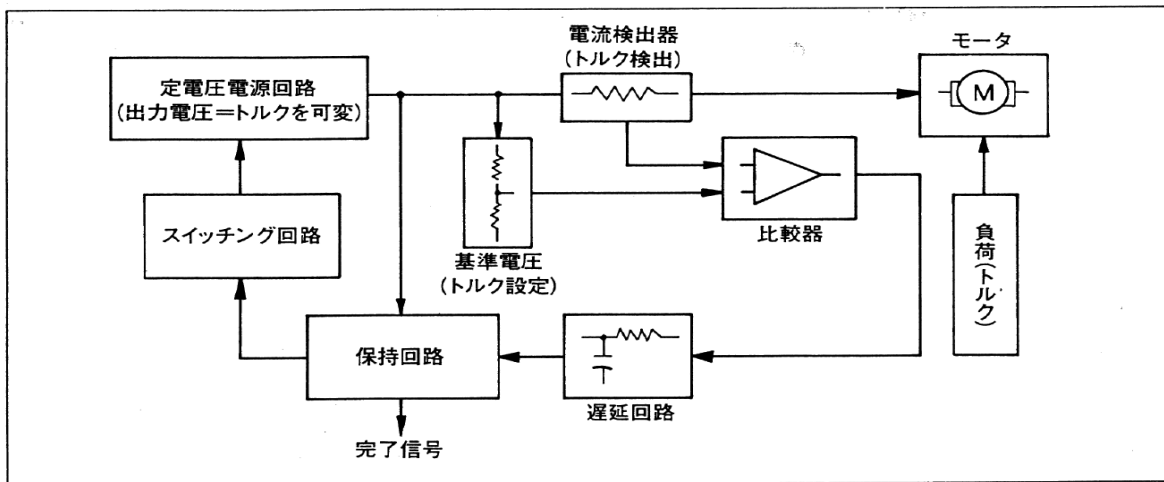 電流検出器
(トルク検出)
モータ
定電圧電源回路
(出力電圧=トルクを可変)
M
スイッチング回路
基準電圧
(トルク設定)
比較器
負荷(トルク)
保持回路
遅延回路
完了信号